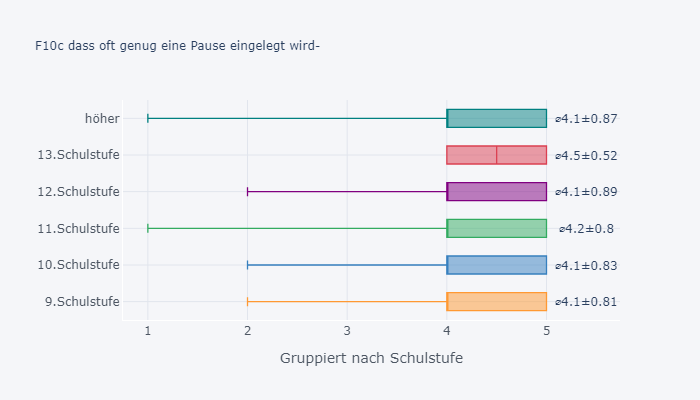 F10c dass oft genug eine Pause eingelegt wird-
höher
⌀4.1±0.87
13.Schulstufe
⌀4.5±0.52
12.Schulstufe
⌀4.1±0.89
11.Schulstufe
⌀4.2±0.8
10.Schulstufe
⌀4.1±0.83
9.Schulstufe
⌀4.1±0.81
1 2 3 4 5
Gruppiert nach Schulstufe